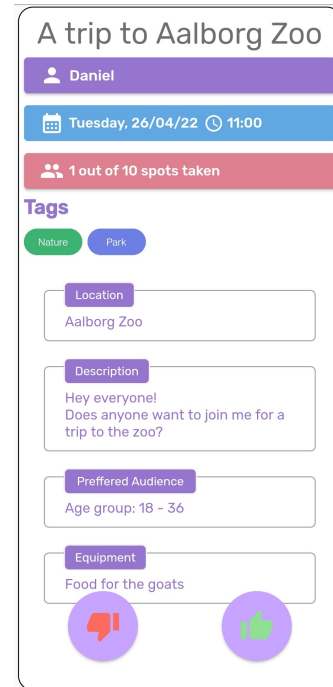 A trip to Aalborg Zoo
Daniel
Tuesday, 26/04/22 11:00
1 out of 10 spots taken
Tags
Nature Park
Location
Aalborg Zoo
Description
Hey everyone!
Does anyone want to join me for a
trip to the zoo?
Preffered Audience
Age group: 18 - 36
Equipment
Food for the goats